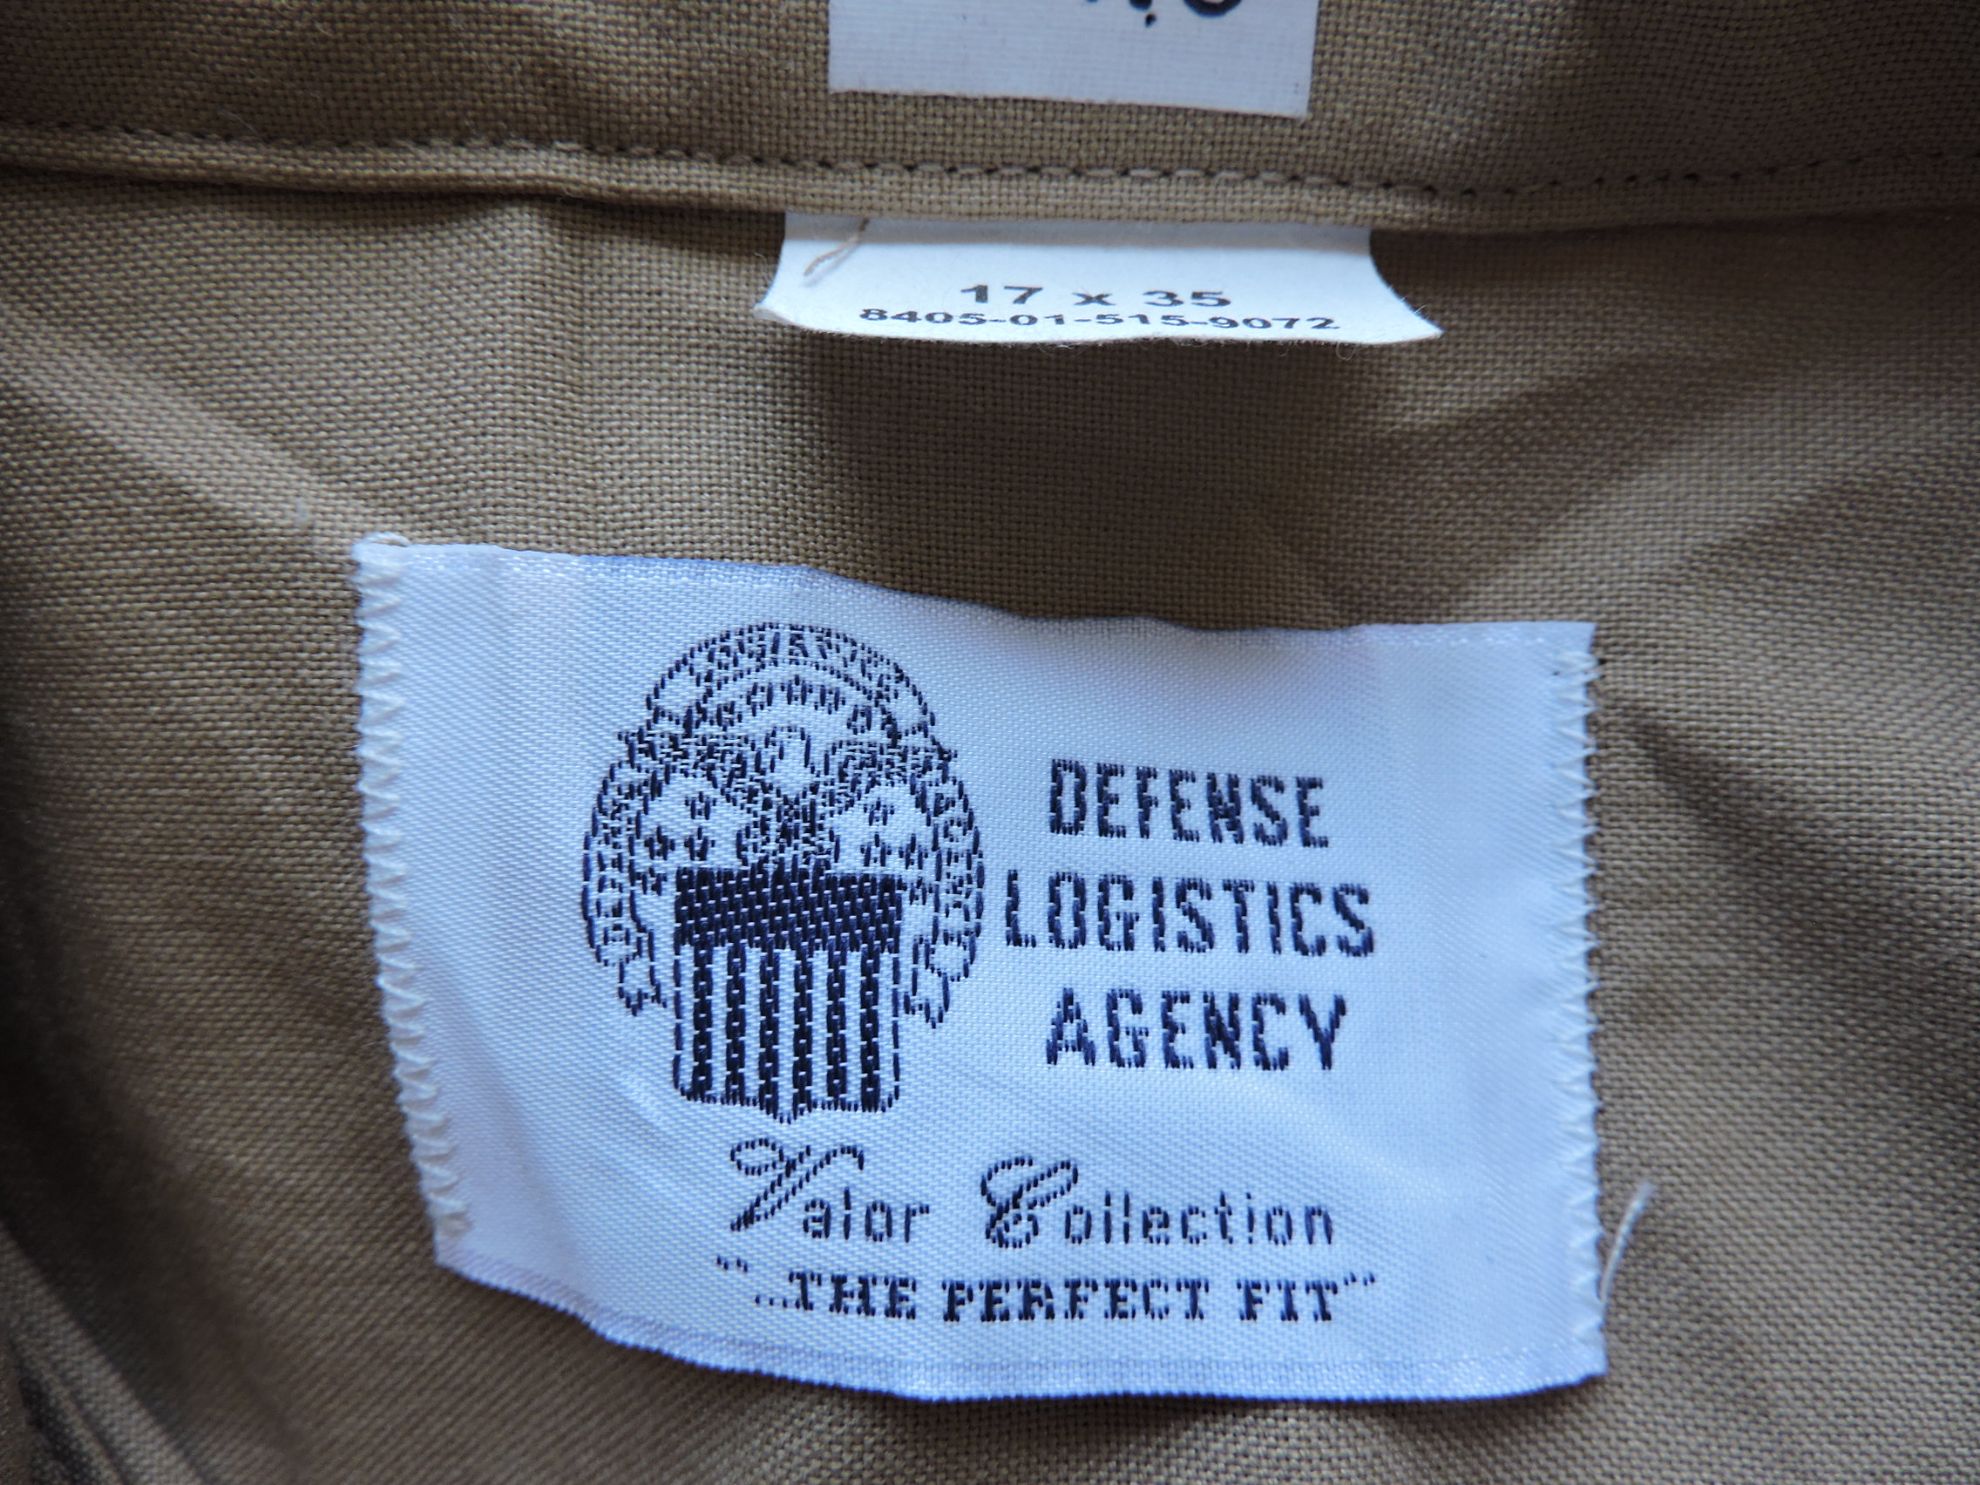 17 x 35
8405-01-515-9072
DEFENSE
LOGISTICS
AGENCY
Valor Collection
"...THE PERFECT FIT"